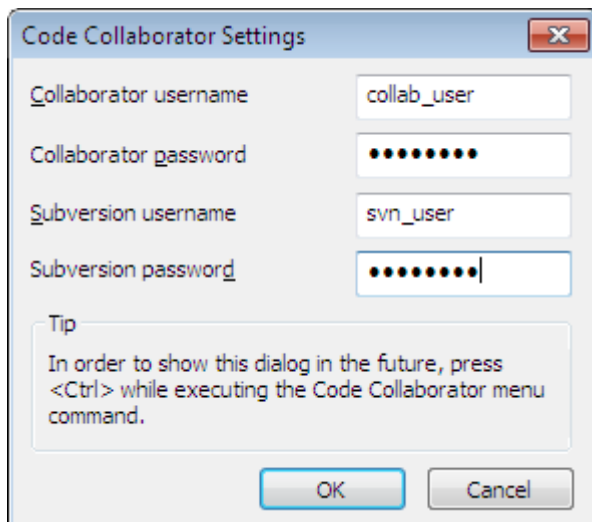 Code Collaborator Settings
Collaborator username
collab_user
Collaborator password
●●●●●●●●
Subversion username
svn_user
Subversion password
●●●●●●●●
Tip
In order to show this dialog in the future, press
<Ctrl> while executing the Code Collaborator menu
command.
OK
Cancel